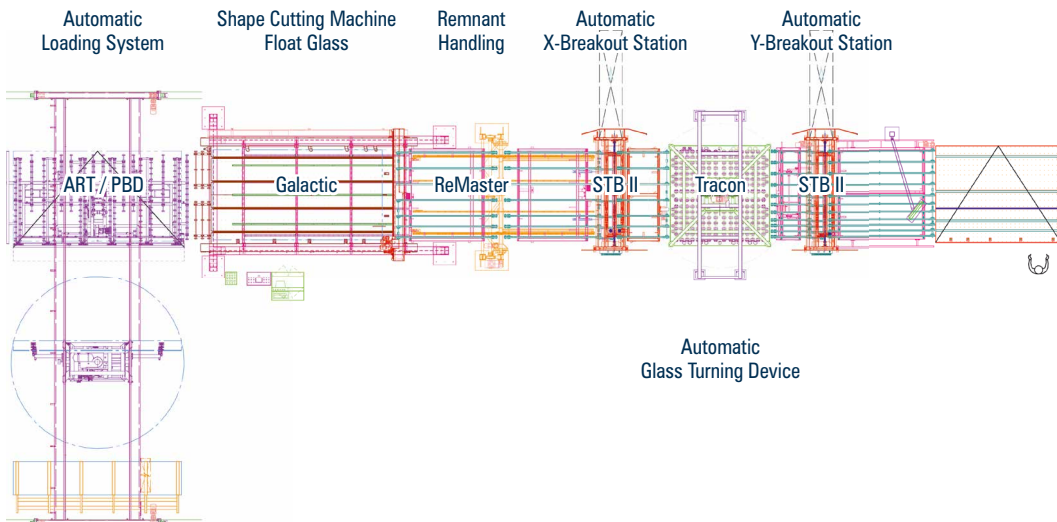 Automatic
Loading System
Shape Cutting Machine
Float Glass
Remnant
Handling
Automatic
X-Breakout Station
Automatic
Y-Breakout Station
ART / PBD
Galactic
ReMaster
STB II
Tracon
STB II
Automatic
Glass Turning Device